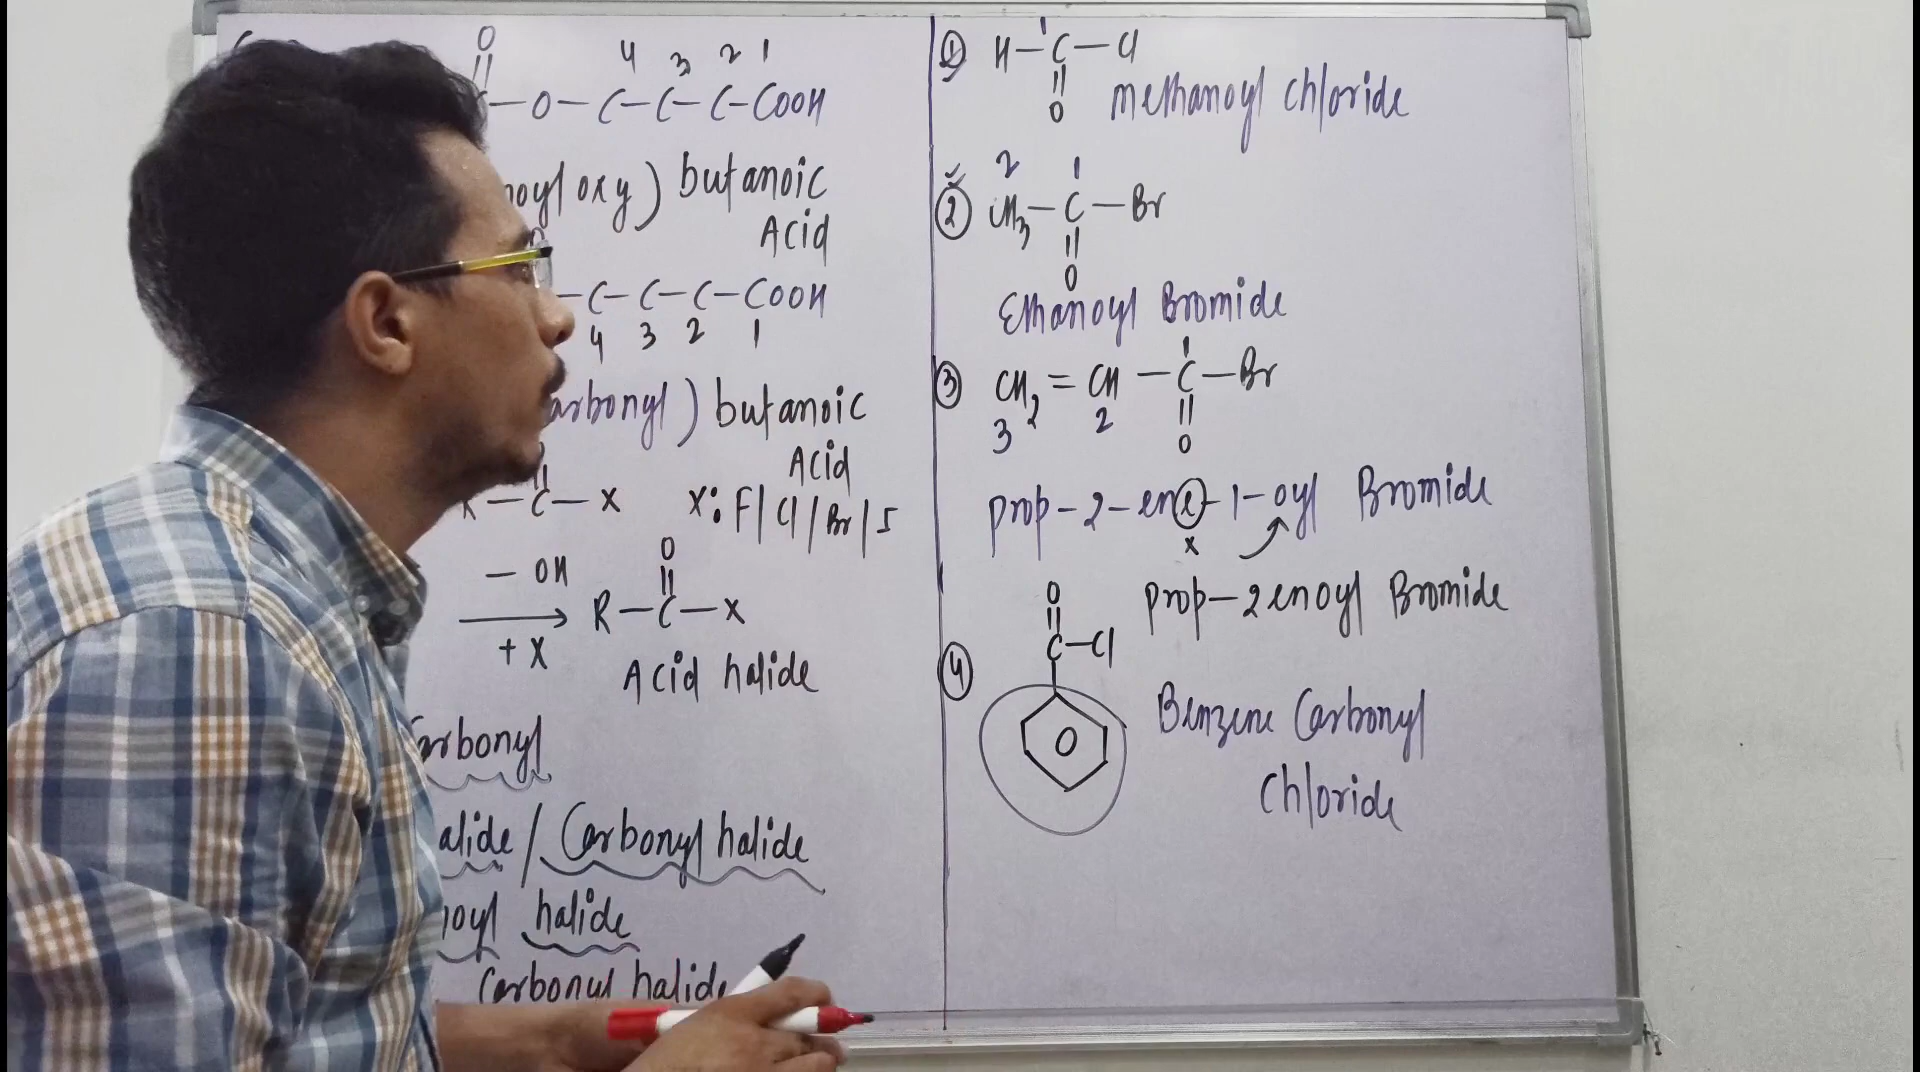 O
4 3 2 1
-O-C-C-C-COOH
noyloxy) butanoic
Acid
-C-C-C-COOH
4 3 2 1
arbonyl) butanoic
Acid
-C-X X: F/Cl/Br/I
-OH
O
R-C-X
+X
Acid halide
arbonyl
alide / Carbonyl halide
noyl halide
Carbonyl halide
① H-C-Cl
O
methanoyl chloride
2 1
② CH3-C-Br
O
Ethanoyl Bromide
1
③ CH2=CH-C-Br
3 2
O
prop-2-ene-1-oyl Bromide
x
prop-2enoyl Bromide
O
C-Cl
④
Benzene Carbonyl
Chloride